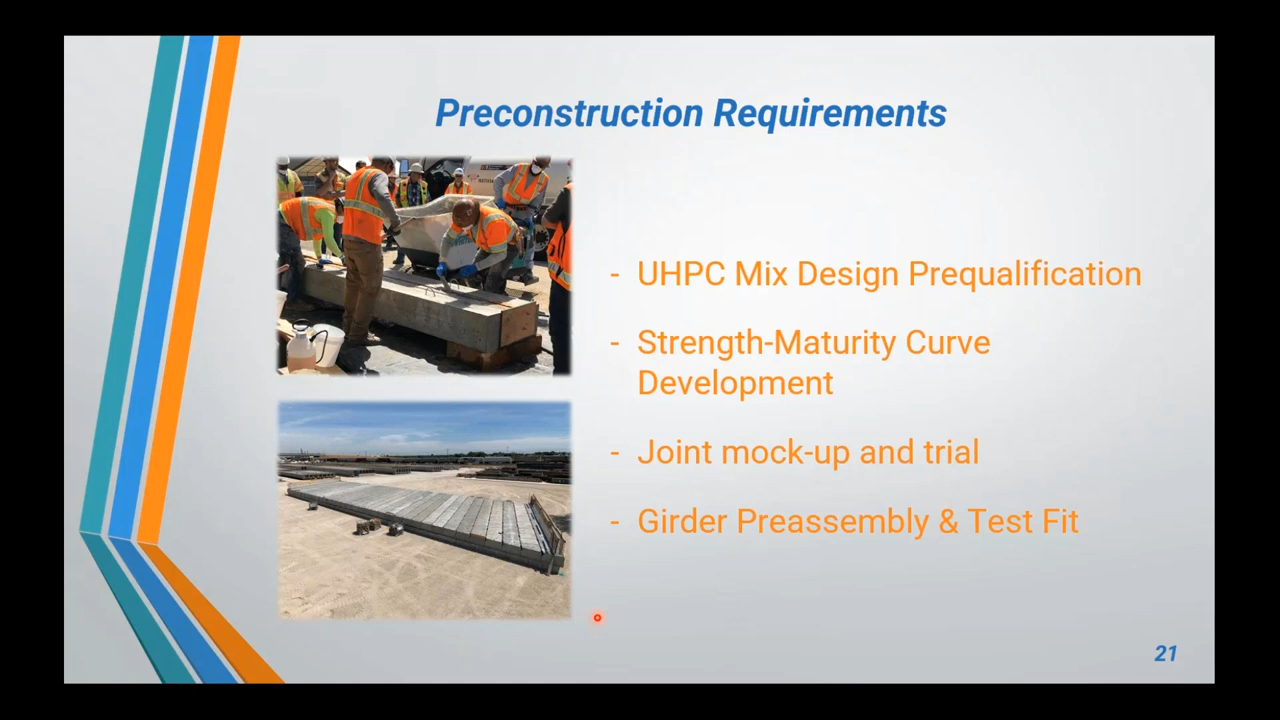 Preconstruction Requirements
- UHPC Mix Design Prequalification
- Strength-Maturity Curve
Development
- Joint mock-up and trial
- Girder Preassembly & Test Fit
21